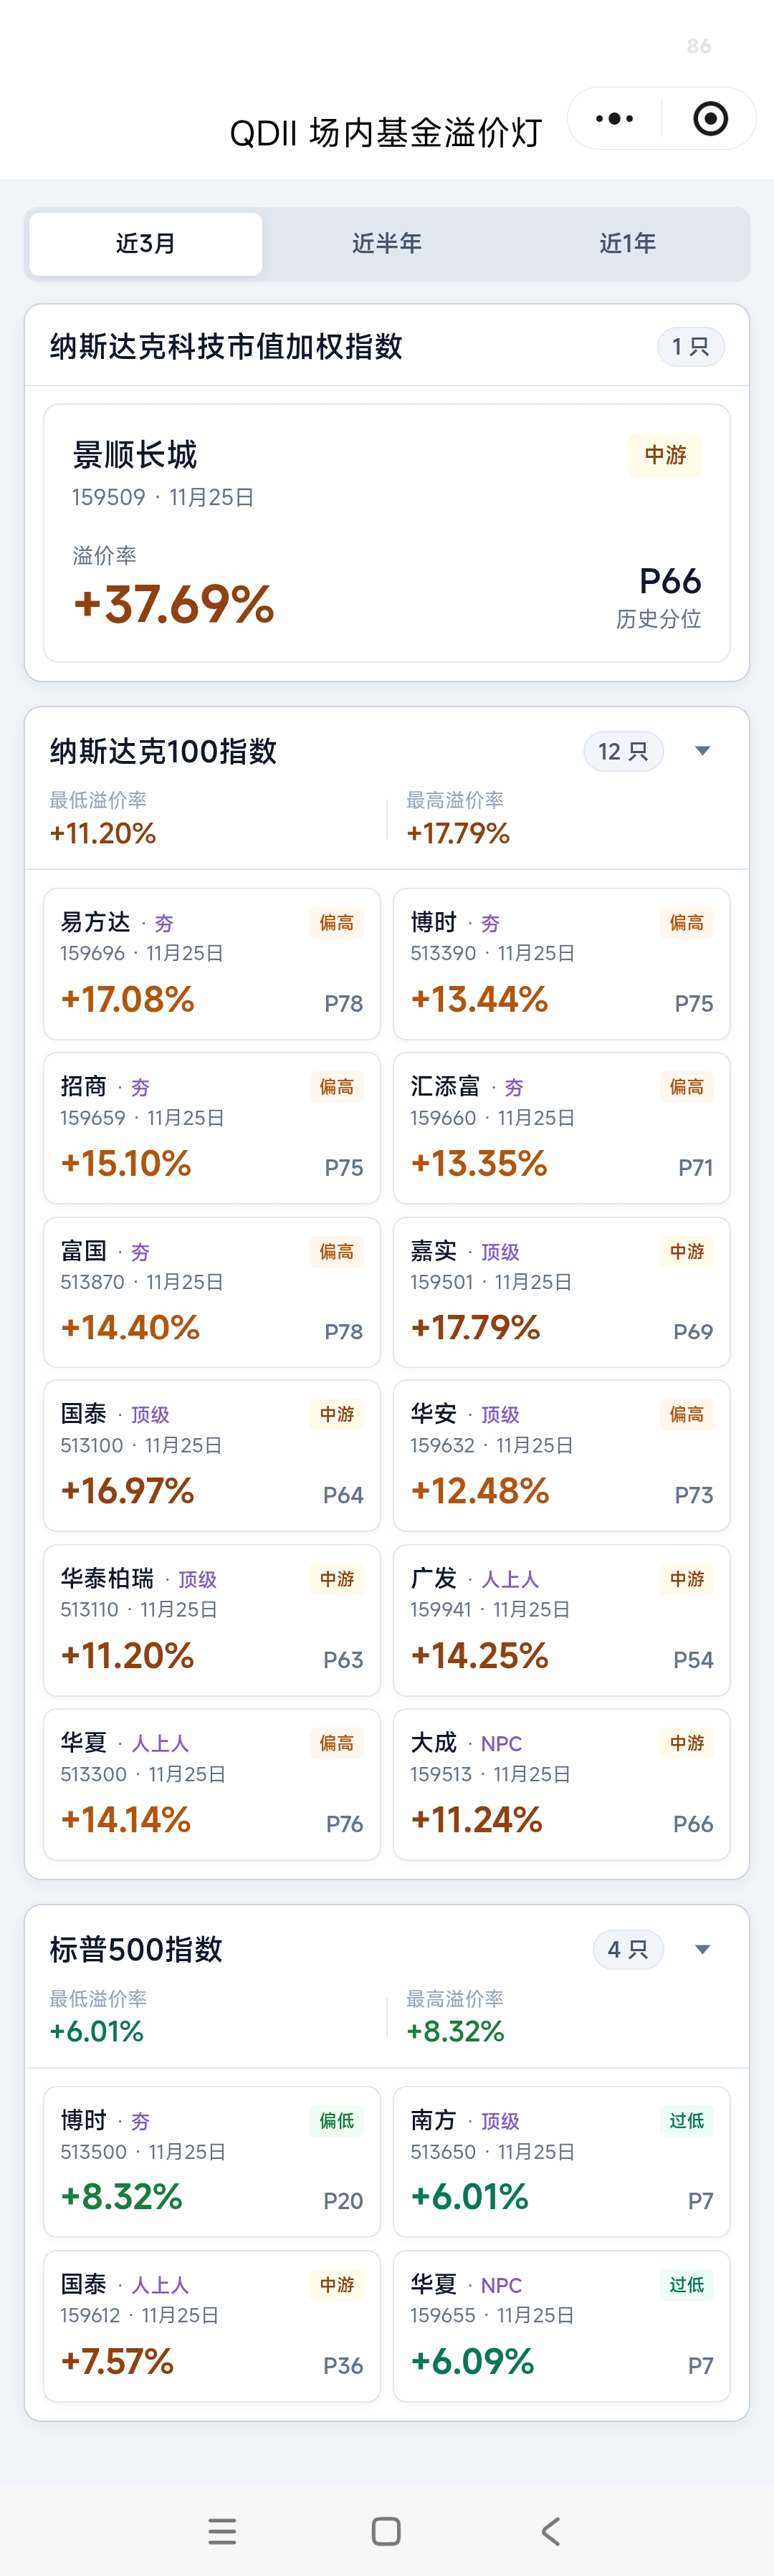 86
QDII 场内基金溢价灯
近3月 近半年 近1年
纳斯达克科技市值加权指数 1 只
景顺长城 中游
159509 · 11月25日
溢价率
+37.69% P66
历史分位
纳斯达克100指数 12 只
最低溢价率 最高溢价率
+11.20% +17.79%
易方达 · 夯 偏高
159696 · 11月25日
+17.08% P78
博时 · 夯 偏高
513390 · 11月25日
+13.44% P75
招商 · 夯 偏高
159659 · 11月25日
+15.10% P75
汇添富 · 夯 偏高
159660 · 11月25日
+13.35% P71
富国 · 夯 偏高
513870 · 11月25日
+14.40% P78
嘉实 · 顶级 中游
159501 · 11月25日
+17.79% P69
国泰 · 顶级 中游
513100 · 11月25日
+16.97% P64
华安 · 顶级 偏高
159632 · 11月25日
+12.48% P73
华泰柏瑞 · 顶级 中游
513110 · 11月25日
+11.20% P63
广发 · 人上人 中游
159941 · 11月25日
+14.25% P54
华夏 · 人上人 偏高
513300 · 11月25日
+14.14% P76
大成 · NPC 中游
159513 · 11月25日
+11.24% P66
标普500指数 4 只
最低溢价率 最高溢价率
+6.01% +8.32%
博时 · 夯 偏低
513500 · 11月25日
+8.32% P20
南方 · 顶级 过低
513650 · 11月25日
+6.01% P7
国泰 · 人上人 中游
159612 · 11月25日
+7.57% P36
华夏 · NPC 过低
159655 · 11月25日
+6.09% P7